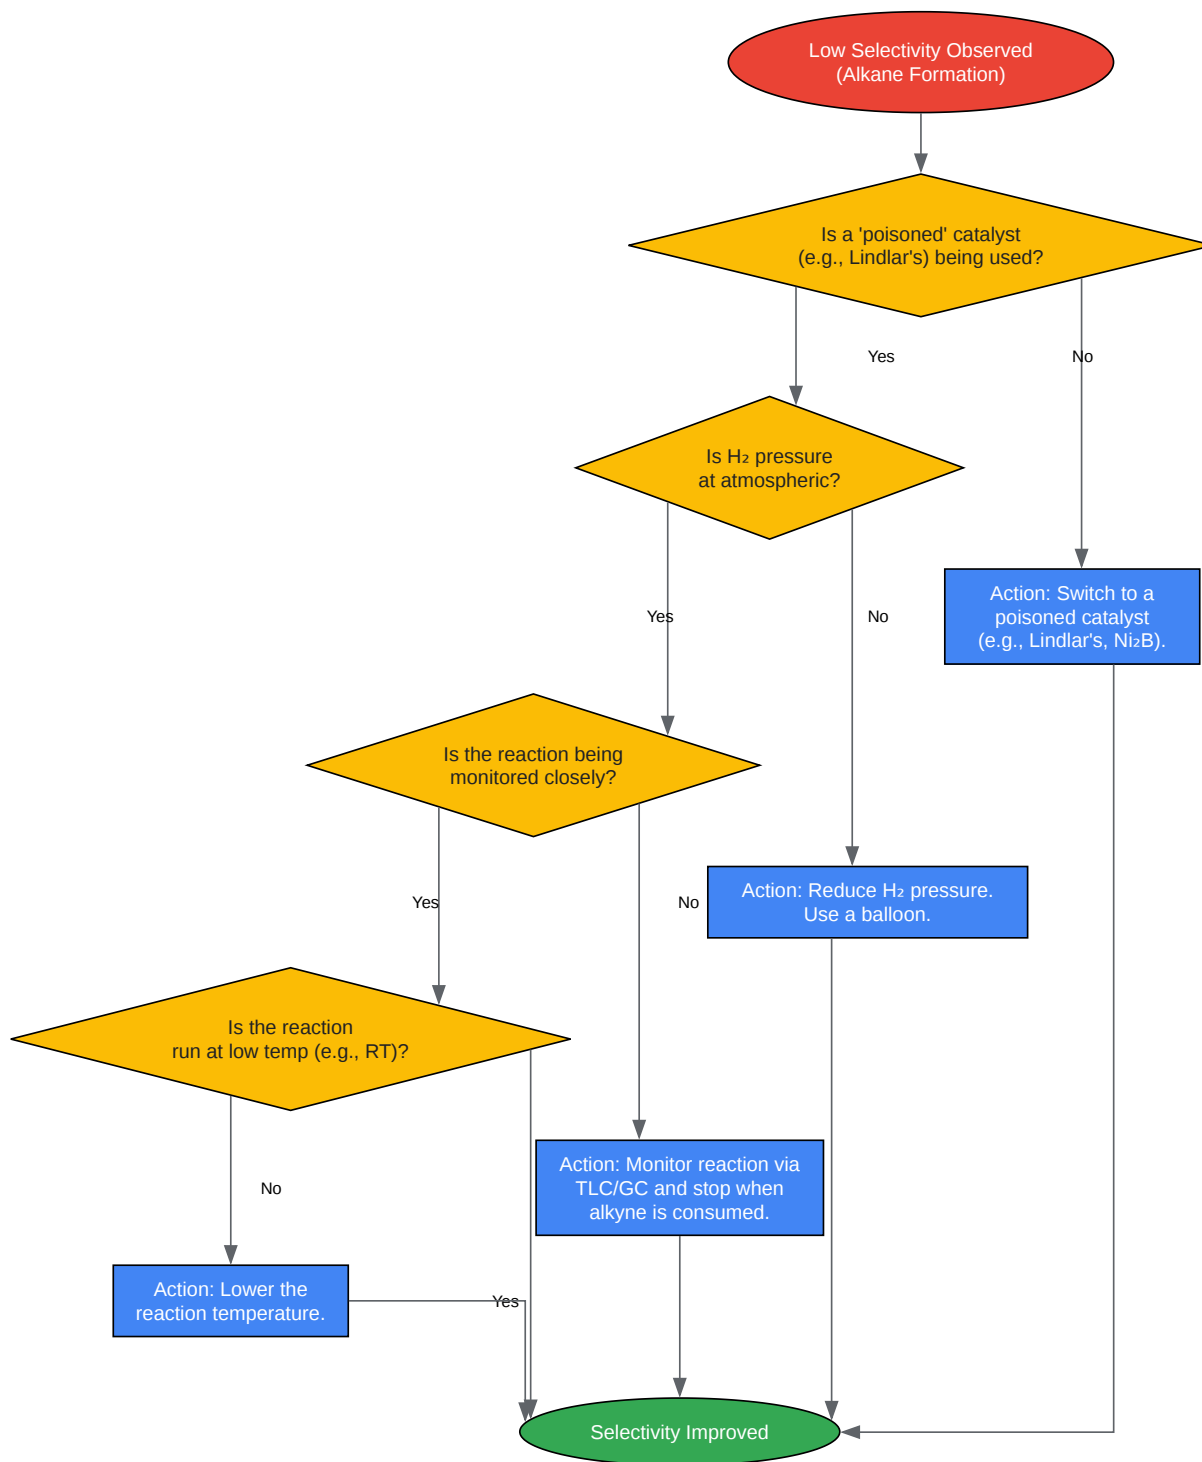 Low Selectivity Observed
(Alkane Formation)
Is a 'poisoned' catalyst
(e.g., Lindlar's) being used?
Yes
No
Is H₂ pressure
at atmospheric?
Action: Switch to a
poisoned catalyst
(e.g., Lindlar's, Ni₂B).
Yes
No
Is the reaction being
monitored closely?
Action: Reduce H₂ pressure.
Use a balloon.
Yes
No
Is the reaction
run at low temp (e.g., RT)?
Action: Monitor reaction via
TLC/GC and stop when
alkyne is consumed.
No
Action: Lower the
reaction temperature.
Yes
Selectivity Improved